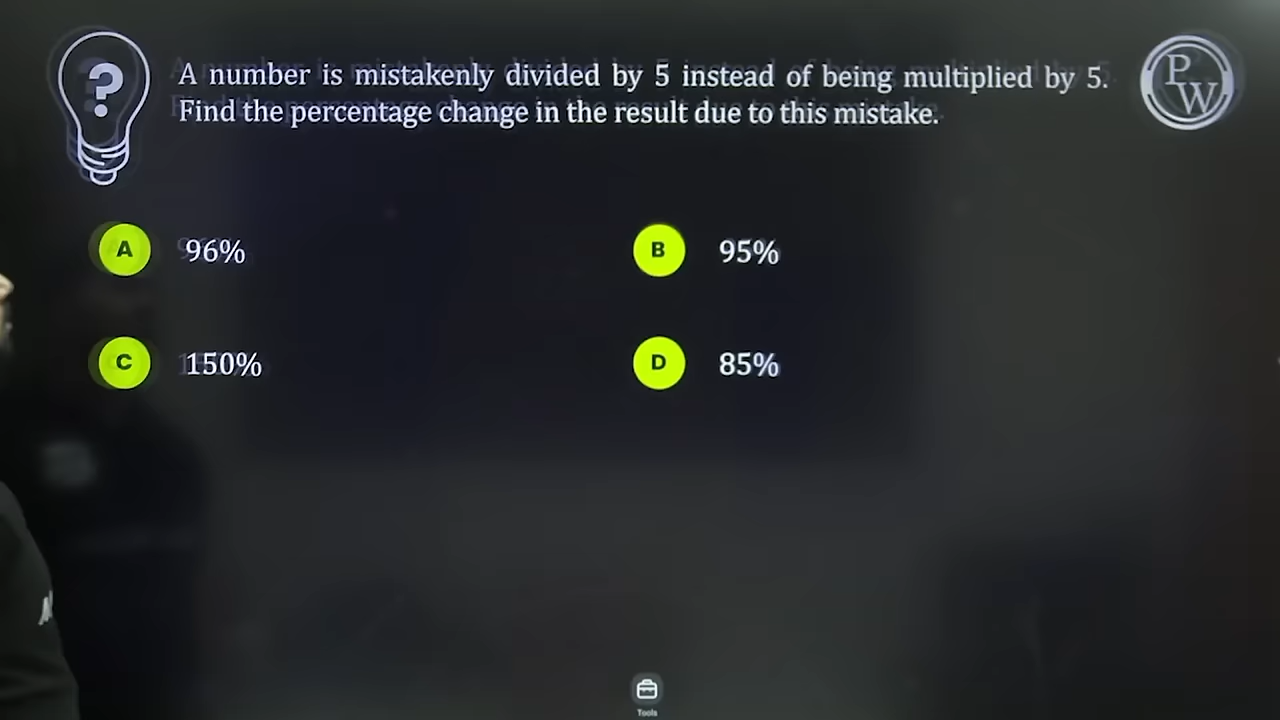 A number is mistakenly divided by 5 instead of being multiplied by 5.
Find the percentage change in the result due to this mistake.
PW
?
A 96%
B 95%
C 150%
D 85%
Tools